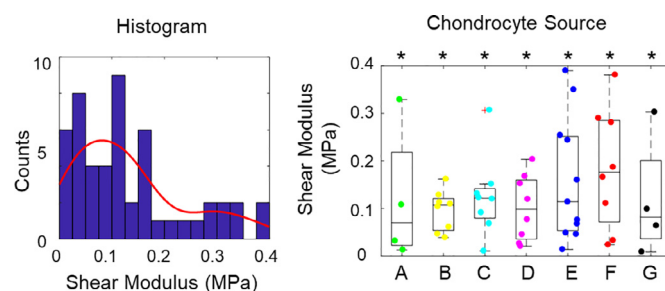 Histogram
10
5
0
Counts
0 0.1 0.2 0.3 0.4
Shear Modulus (MPa)
Chondrocyte Source
* * * * * * *
0.4
0.3
0.2
0.1
0
Shear Modulus
(MPa)
A B C D E F G